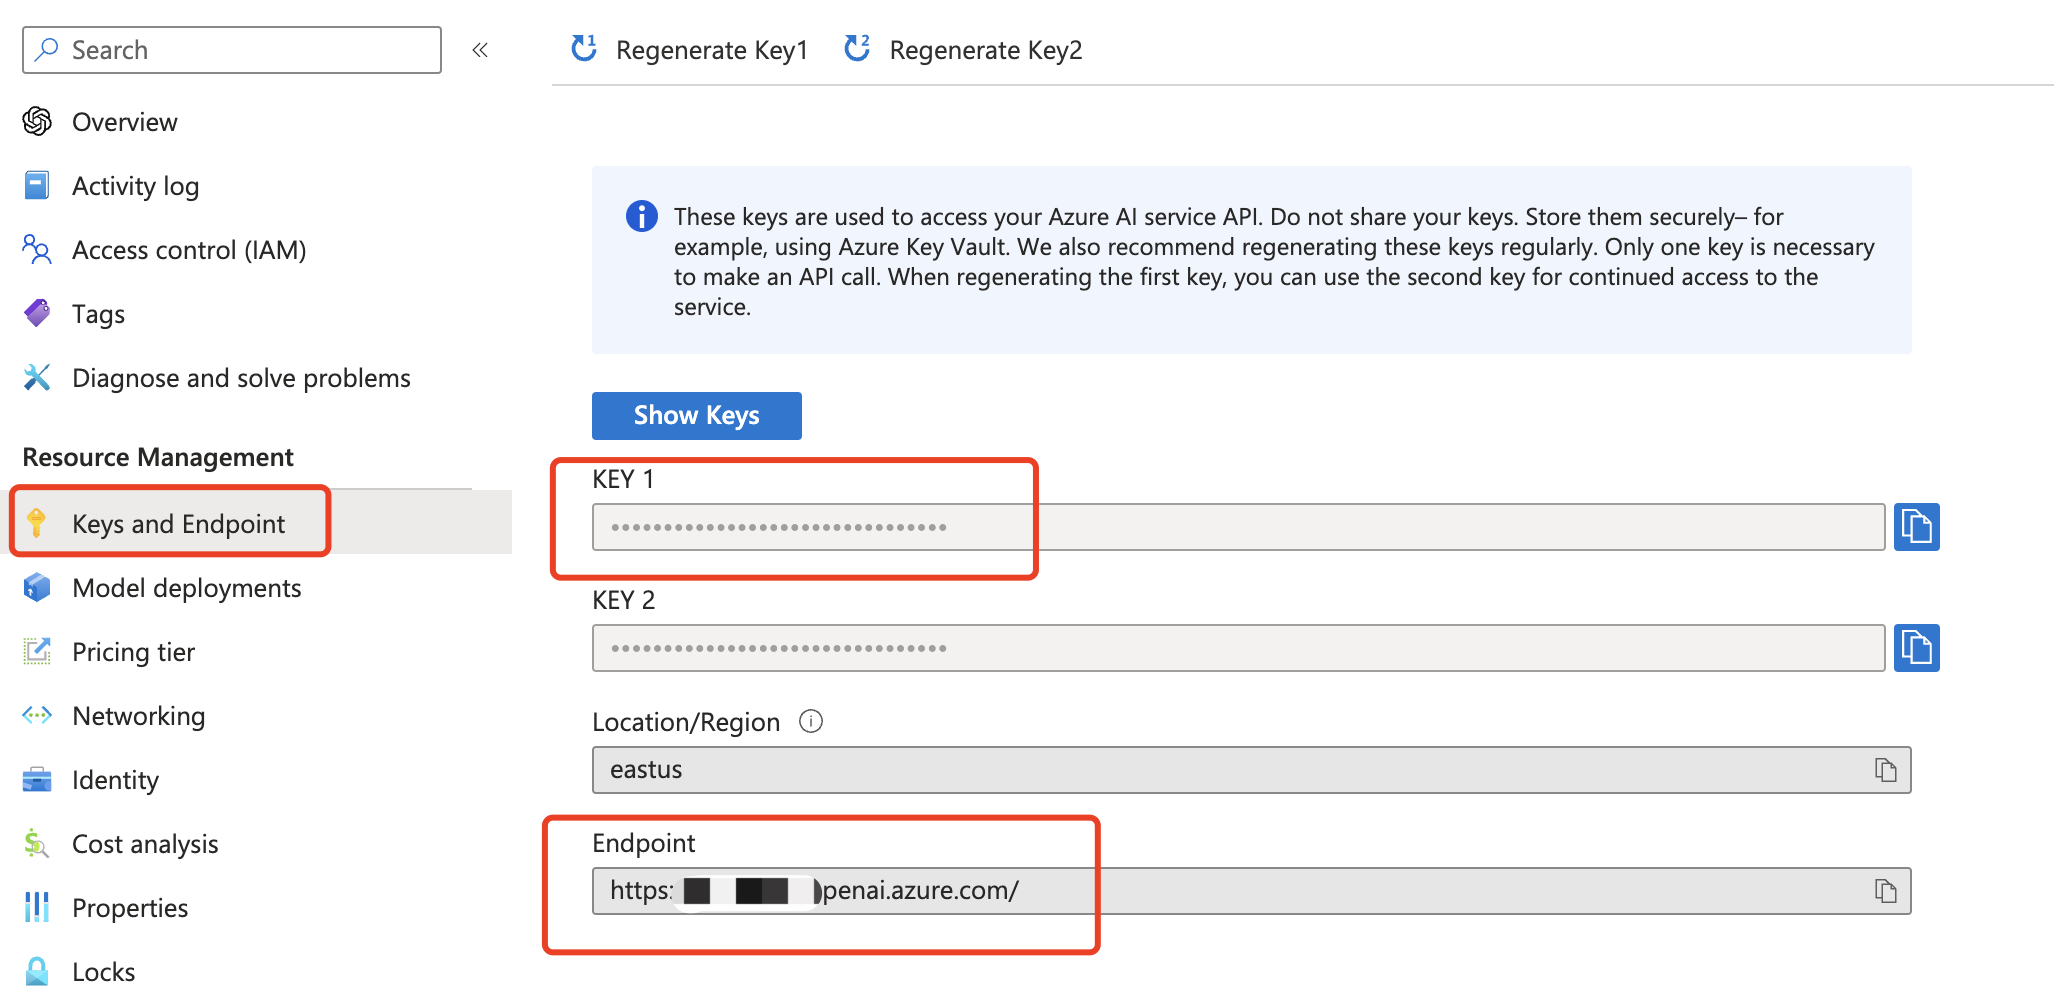 Search
«
Overview
Activity log
Access control (IAM)
Tags
Diagnose and solve problems
Resource Management
Keys and Endpoint
Model deployments
Pricing tier
Networking
Identity
Cost analysis
Properties
Locks
1 Regenerate Key1
2 Regenerate Key2
These keys are used to access your Azure AI service API. Do not share your keys. Store them securely– for
example, using Azure Key Vault. We also recommend regenerating these keys regularly. Only one key is necessary
to make an API call. When regenerating the first key, you can use the second key for continued access to the
service.
Show Keys
KEY 1
••••••••••••••••••••••••••••••••
KEY 2
••••••••••••••••••••••••••••••••
Location/Region
eastus
Endpoint
https: penai.azure.com/